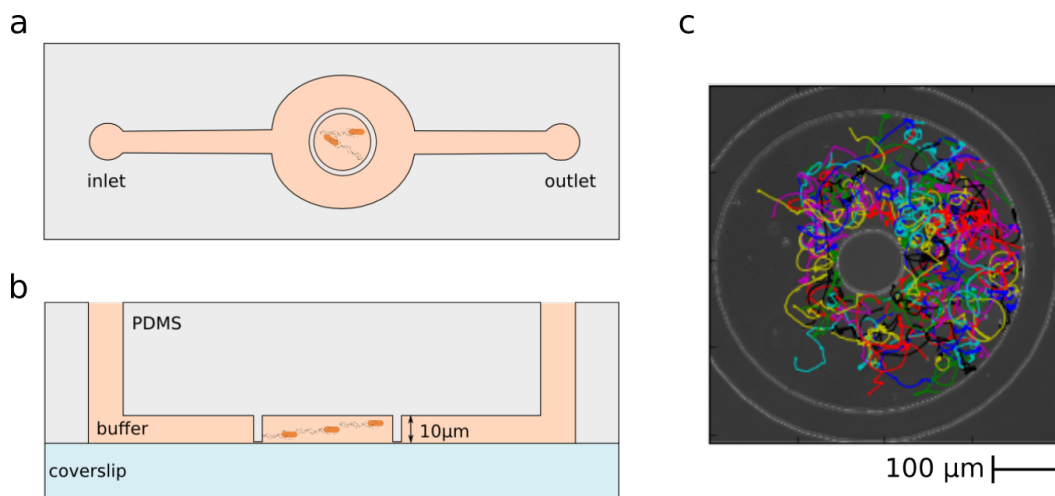 a
inlet
outlet
b
PDMS
buffer
10μm
coverslip
c
100 μm